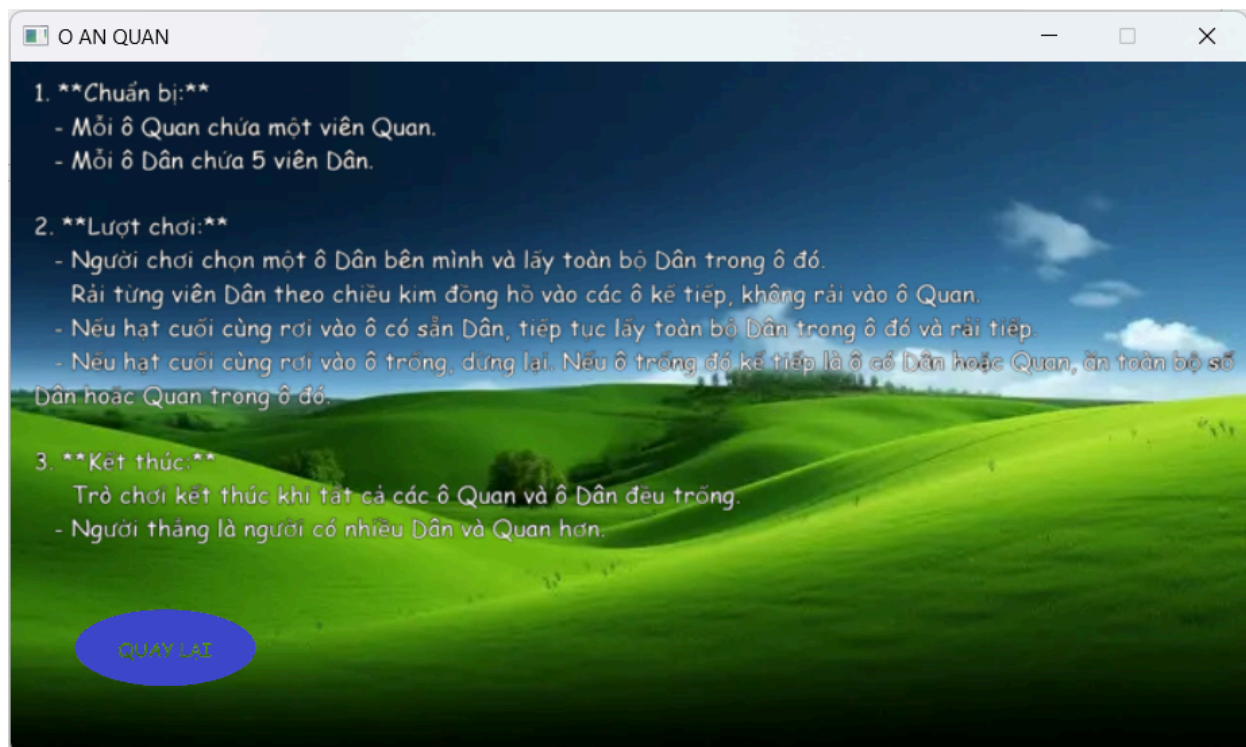 O AN QUAN
1. **Chuẩn bị:**
- Mỗi ô Quan chứa một viên Quan.
- Mỗi ô Dân chứa 5 viên Dân.
2. **Lượt chơi:**
- Người chơi chọn một ô Dân bên mình và lấy toàn bộ Dân trong ô đó.
Rải từng viên Dân theo chiều kim đồng hồ vào các ô kế tiếp, không rải vào ô Quan.
- Nếu hạt cuối cùng rơi vào ô có sẵn Dân, tiếp tục lấy toàn bộ Dân trong ô đó và rải tiếp.
- Nếu hạt cuối cùng rơi vào ô trống, dừng lại. Nếu ô trống đó kế tiếp là ô có Dân hoặc Quan, ăn toàn bộ số
Dân hoặc Quan trong ô đó.
3. **Kết thúc:**
Trò chơi kết thúc khi tất cả các ô Quan và ô Dân đều trống.
- Người thắng là người có nhiều Dân và Quan hơn.
QUAY LẠI